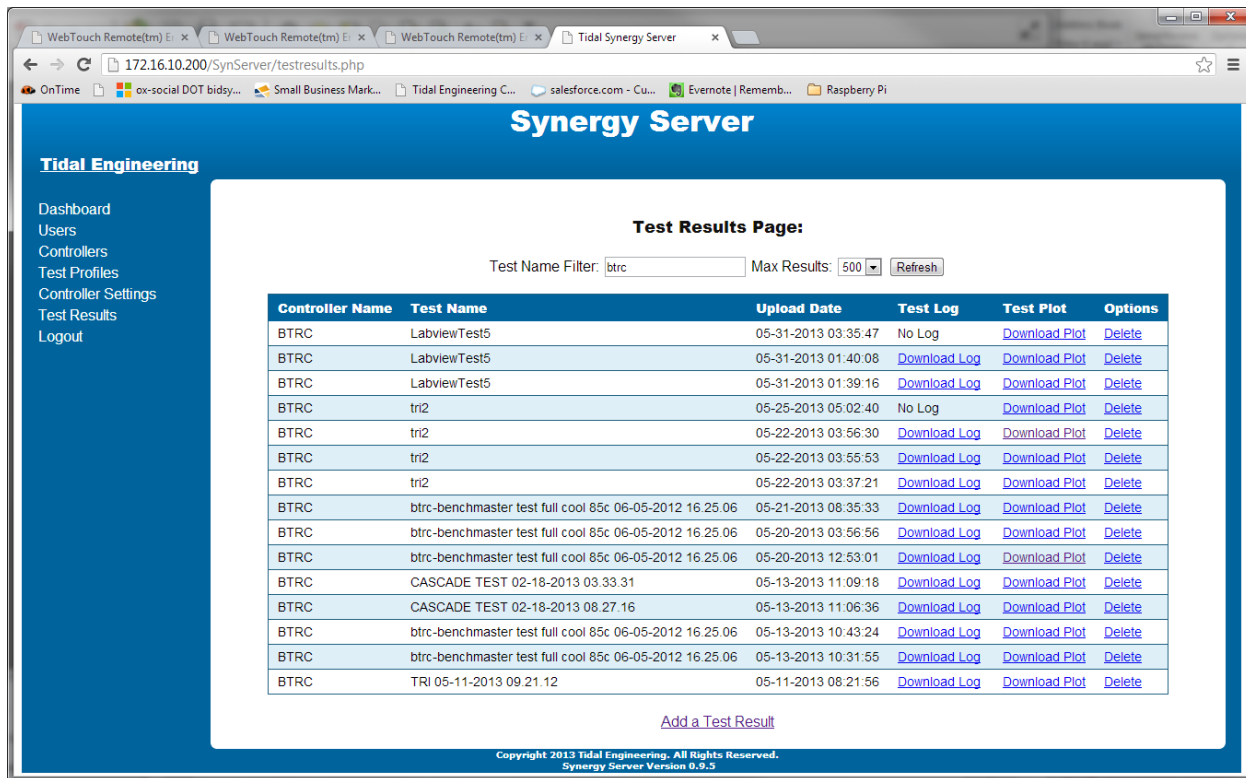 WebTouch Remote(tm) E WebTouch Remote(tm) E WebTouch Remote(tm) E Tidal Synergy Server
172.16.10.200/SynServer/testresults.php
OnTime ox-social DOT bidsy... Small Business Mark... Tidal Engineering C... salesforce.com - Cu... Evernote | Rememb... Raspberry Pi
Synergy Server
Tidal Engineering
Dashboard
Users
Controllers
Test Profiles
Controller Settings
Test Results
Logout
Test Results Page:
Test Name Filter: btrc Max Results: 500 Refresh
Controller Name Test Name Upload Date Test Log Test Plot Options
BTRC LabviewTest5 05-31-2013 03:35:47 No Log Download Plot Delete
BTRC LabviewTest5 05-31-2013 01:40:08 Download Log Download Plot Delete
BTRC LabviewTest5 05-31-2013 01:39:16 Download Log Download Plot Delete
BTRC tri2 05-25-2013 05:02:40 No Log Download Plot Delete
BTRC tri2 05-22-2013 03:56:30 Download Log Download Plot Delete
BTRC tri2 05-22-2013 03:55:53 Download Log Download Plot Delete
BTRC tri2 05-22-2013 03:37:21 Download Log Download Plot Delete
BTRC btrc-benchmaster test full cool 85c 06-05-2012 16.25.06 05-21-2013 08:35:33 Download Log Download Plot Delete
BTRC btrc-benchmaster test full cool 85c 06-05-2012 16.25.06 05-20-2013 03:56:56 Download Log Download Plot Delete
BTRC btrc-benchmaster test full cool 85c 06-05-2012 16.25.06 05-20-2013 12:53:01 Download Log Download Plot Delete
BTRC CASCADE TEST 02-18-2013 03.33.31 05-13-2013 11:09:18 Download Log Download Plot Delete
BTRC CASCADE TEST 02-18-2013 08.27.16 05-13-2013 11:06:36 Download Log Download Plot Delete
BTRC btrc-benchmaster test full cool 85c 06-05-2012 16.25.06 05-13-2013 10:43:24 Download Log Download Plot Delete
BTRC btrc-benchmaster test full cool 85c 06-05-2012 16.25.06 05-13-2013 10:31:55 Download Log Download Plot Delete
BTRC TRI 05-11-2013 09.21.12 05-11-2013 08:21:56 Download Log Download Plot Delete
Add a Test Result
Copyright 2013 Tidal Engineering. All Rights Reserved.
Synergy Server Version 0.9.5